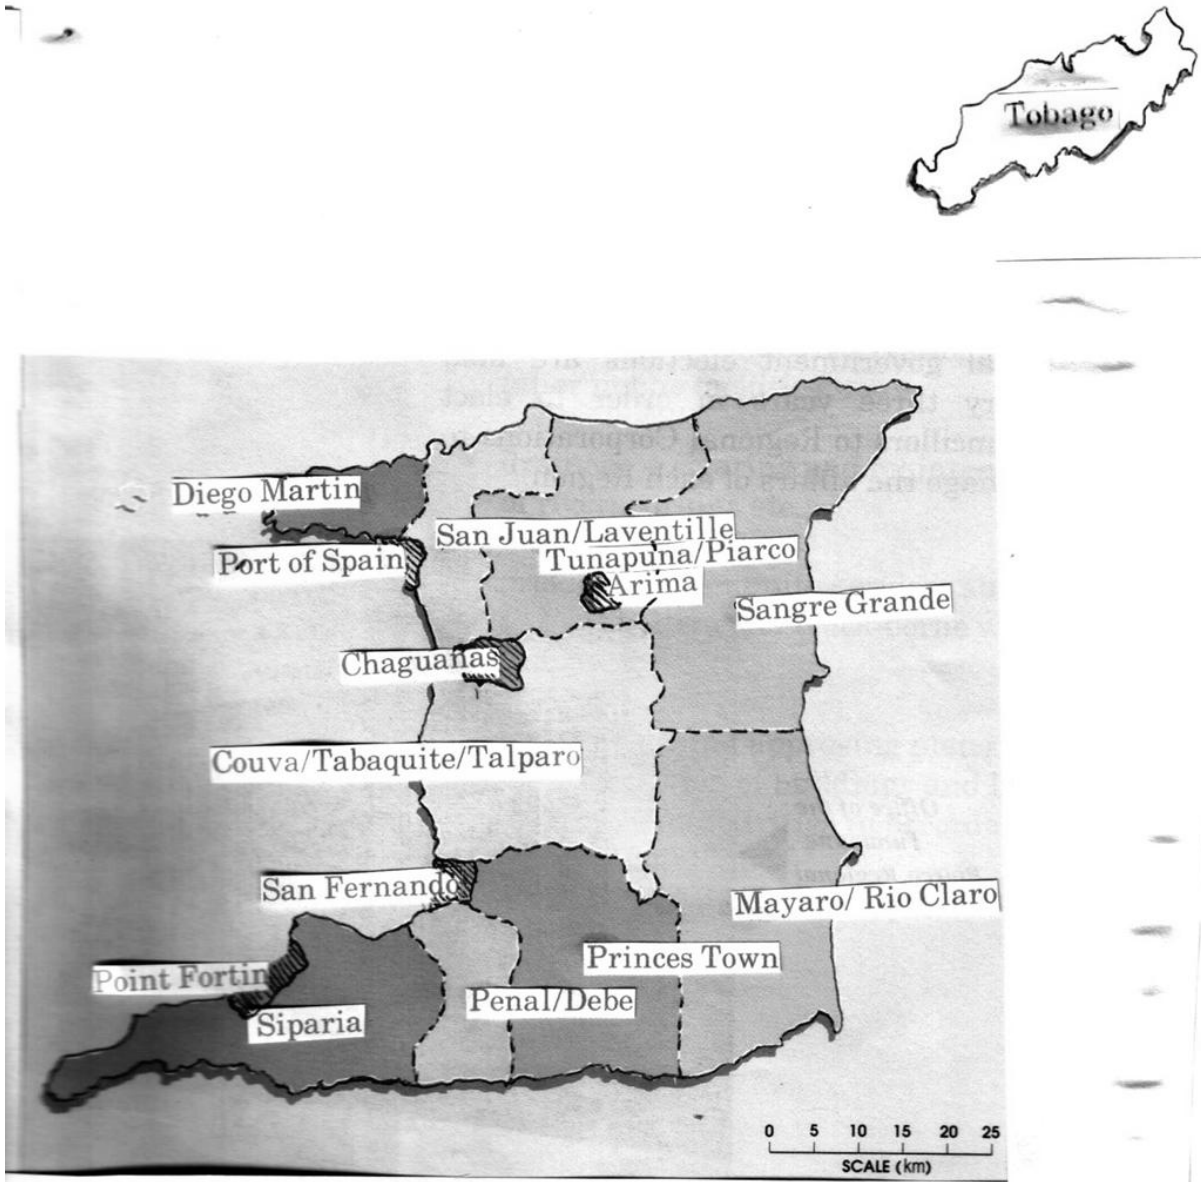 Tobago
Diego Martin
San Juan/Laventille
Port of Spain
Tunapuna/Piarco
Arima
Sangre Grande
Chaguanas
Couva/Tabaquite/Talparo
San Fernando
Mayaro/ Rio Claro
Princes Town
Point Fortin
Penal/Debe
Siparia
0 5 10 15 20 25
SCALE (km)